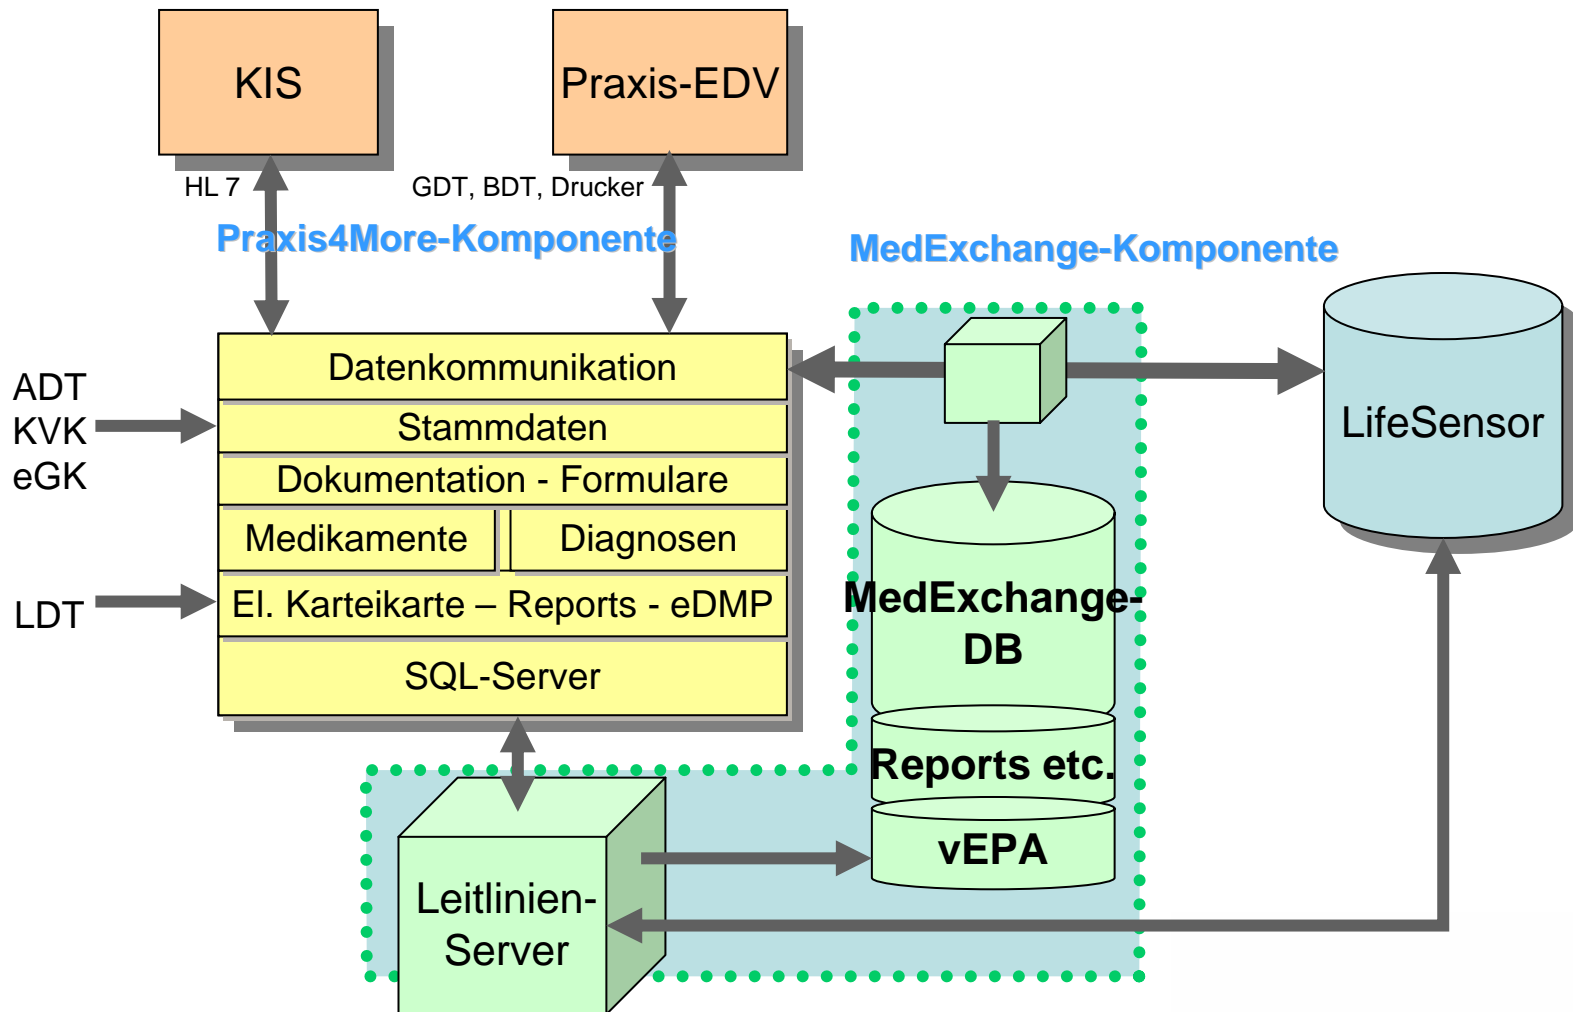 KIS
Praxis-EDV
HL 7
GDT, BDT, Drucker
Praxis4More-Komponente
MedExchange-Komponente
Datenkommunikation
ADT
KVK
eGK
Stammdaten
Dokumentation - Formulare
Medikamente
Diagnosen
LDT
El. Karteikarte – Reports - eDMP
SQL-Server
LifeSensor
MedExchange-
DB
Reports etc.
vEPA
Leitlinien-
Server